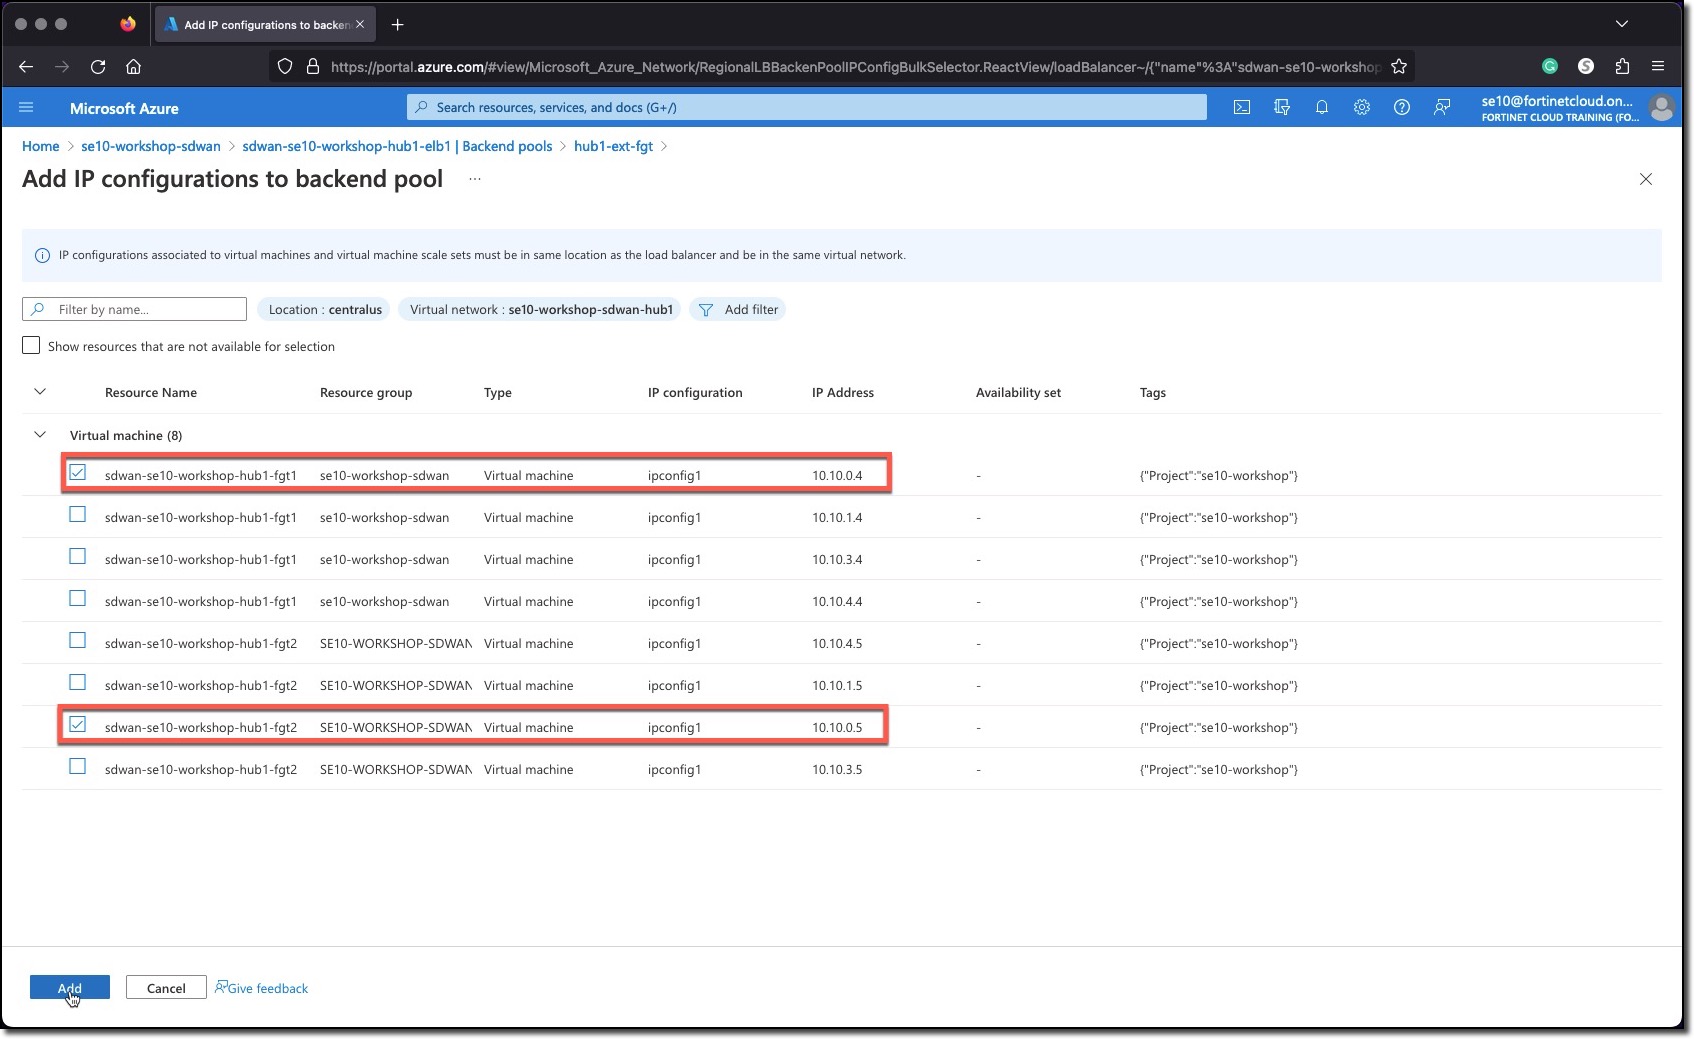 Add IP configurations to backen
https://portal.azure.com/#view/Microsoft_Azure_Network/RegionalLBBackenPoolIPConfigBulkSelector.ReactView/loadBalancer~/{"name"%3A"sdwan-se10-workshop
Microsoft Azure
Search resources, services, and docs (G+/)
se10@fortinetcloud.on...
FORTINET CLOUD TRAINING (FO...
Home > se10-workshop-sdwan > sdwan-se10-workshop-hub1-elb1 | Backend pools > hub1-ext-fgt >
Add IP configurations to backend pool ...
IP configurations associated to virtual machines and virtual machine scale sets must be in same location as the load balancer and be in the same virtual network.
Filter by name... Location : centralus Virtual network : se10-workshop-sdwan-hub1 Add filter
Show resources that are not available for selection
Resource Name Resource group Type IP configuration IP Address Availability set Tags
Virtual machine (8)
sdwan-se10-workshop-hub1-fgt1 se10-workshop-sdwan Virtual machine ipconfig1 10.10.0.4 - {"Project":"se10-workshop"}
sdwan-se10-workshop-hub1-fgt1 se10-workshop-sdwan Virtual machine ipconfig1 10.10.1.4 - {"Project":"se10-workshop"}
sdwan-se10-workshop-hub1-fgt1 se10-workshop-sdwan Virtual machine ipconfig1 10.10.3.4 - {"Project":"se10-workshop"}
sdwan-se10-workshop-hub1-fgt1 se10-workshop-sdwan Virtual machine ipconfig1 10.10.4.4 - {"Project":"se10-workshop"}
sdwan-se10-workshop-hub1-fgt2 SE10-WORKSHOP-SDWAN Virtual machine ipconfig1 10.10.4.5 - {"Project":"se10-workshop"}
sdwan-se10-workshop-hub1-fgt2 SE10-WORKSHOP-SDWAN Virtual machine ipconfig1 10.10.1.5 - {"Project":"se10-workshop"}
sdwan-se10-workshop-hub1-fgt2 SE10-WORKSHOP-SDWAN Virtual machine ipconfig1 10.10.0.5 - {"Project":"se10-workshop"}
sdwan-se10-workshop-hub1-fgt2 SE10-WORKSHOP-SDWAN Virtual machine ipconfig1 10.10.3.5 - {"Project":"se10-workshop"}
Add Cancel Give feedback